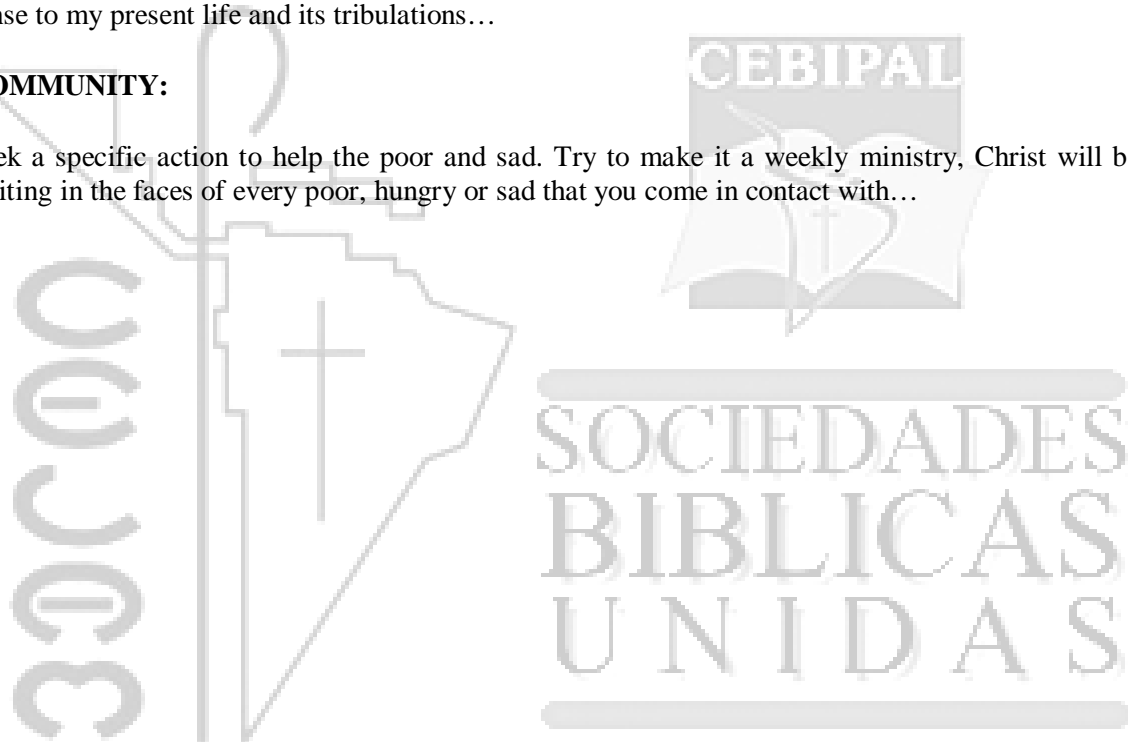 nse to my present life and its tribulations…
OMMUNITY:
ek a specific action to help the poor and sad. Try to make it a weekly ministry, Christ will b
iting in the faces of every poor, hungry or sad that you come in contact with…
CEBIPAL
SOCIEDADES
BIBLICAS
UNIDAS